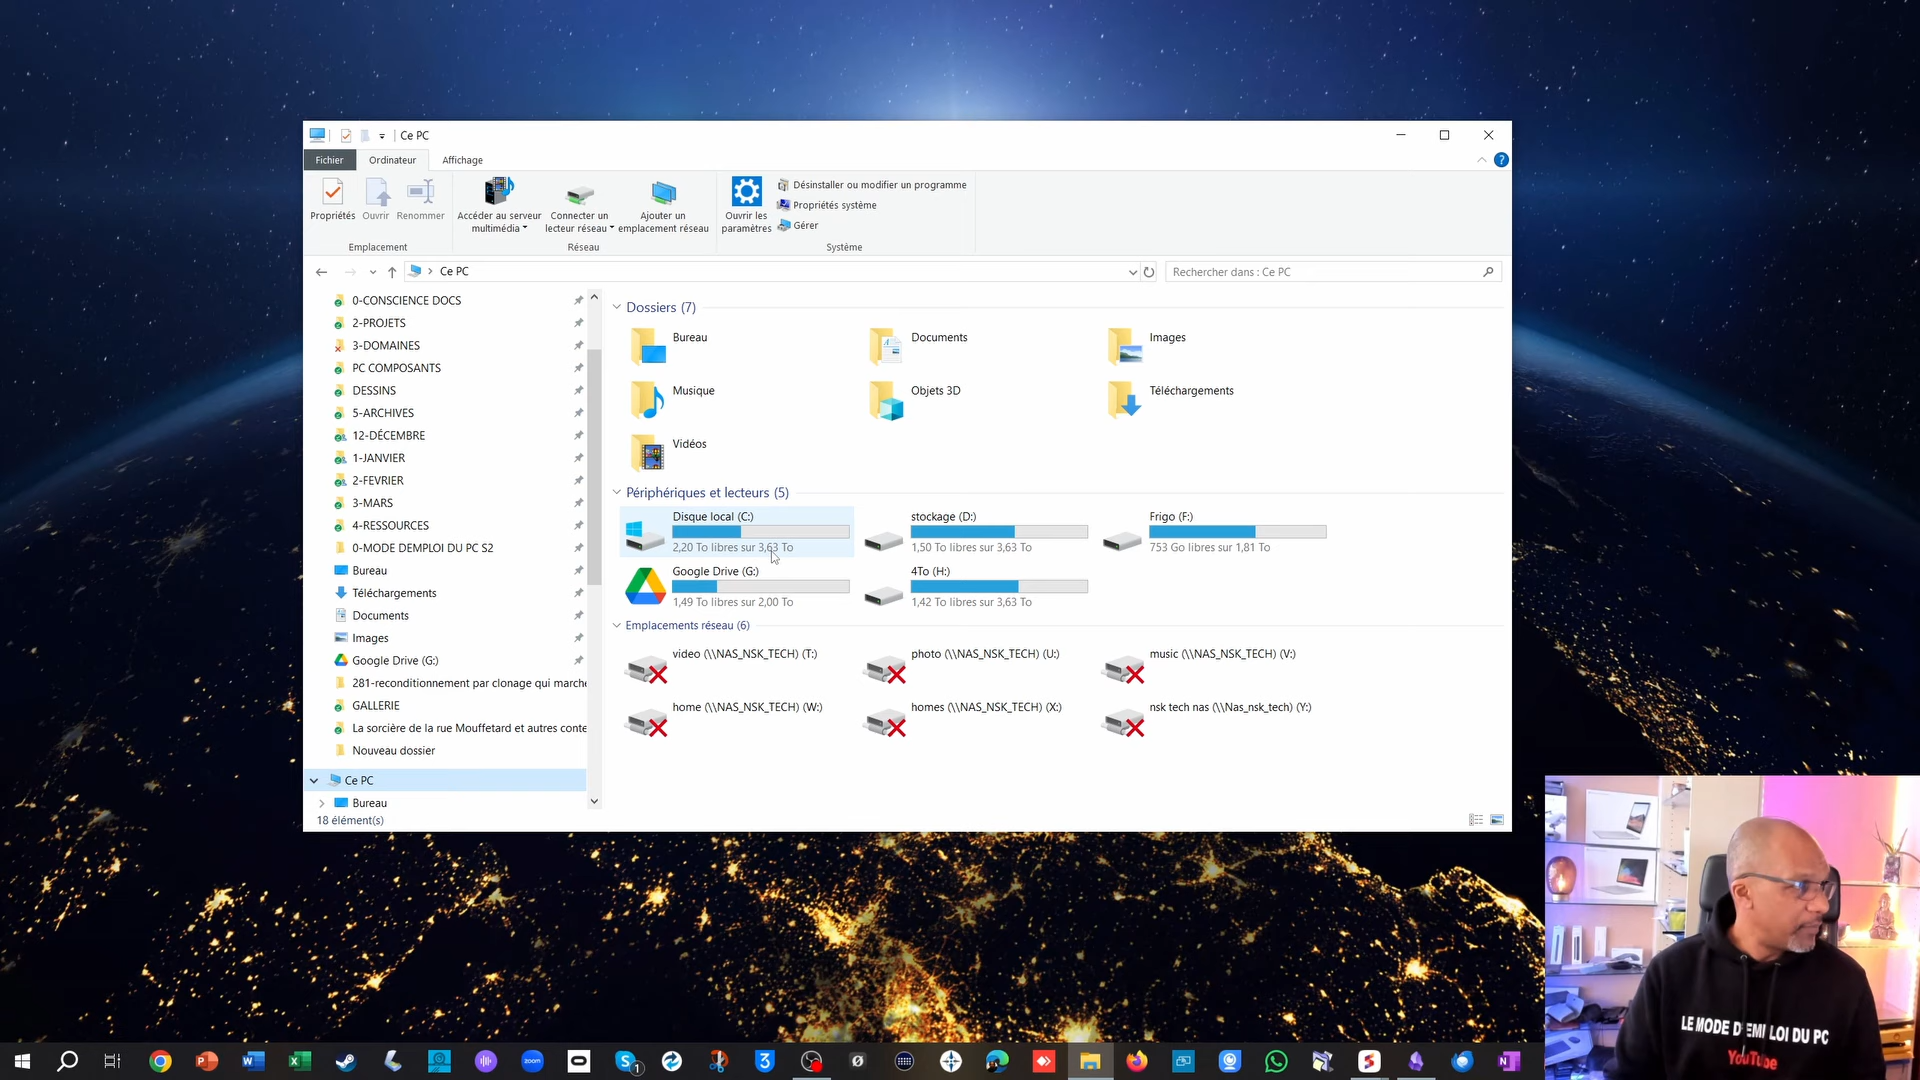 Ce PC
Fichier
Ordinateur
Affichage
Propriétés
Ouvrir
Renommer
Accéder au serveur
multimédia
Connecter un
lecteur réseau
Ajouter un
emplacement réseau
Ouvrir les
paramètres
Désinstaller ou modifier un programme
Propriétés système
Gérer
Emplacement
Réseau
Système
Ce PC
Rechercher dans : Ce PC
0-CONSCIENCE DOCS
2-PROJETS
3-DOMAINES
PC COMPOSANTS
DESSINS
5-ARCHIVES
12-DÉCEMBRE
1-JANVIER
2-FEVRIER
3-MARS
4-RESSOURCES
0-MODE DEMPLOI DU PC S2
Bureau
Téléchargements
Documents
Images
Google Drive (G:)
281-reconditionnement par clonage qui marche
GALLERIE
La sorcière de la rue Mouffetard et autres conte
Nouveau dossier
Ce PC
Bureau
18 élément(s)
Dossiers (7)
Bureau
Documents
Images
Musique
Objets 3D
Téléchargements
Vidéos
Périphériques et lecteurs (5)
Disque local (C:)
2,20 To libres sur 3,63 To
stockage (D:)
1,50 To libres sur 3,63 To
Frigo (F:)
753 Go libres sur 1,81 To
Google Drive (G:)
1,49 To libres sur 2,00 To
4To (H:)
1,42 To libres sur 3,63 To
Emplacements réseau (6)
video (\\NAS_NSK_TECH) (T:)
photo (\\NAS_NSK_TECH) (U:)
music (\\NAS_NSK_TECH) (V:)
home (\\NAS_NSK_TECH) (W:)
homes (\\NAS_NSK_TECH) (X:)
nsk tech nas (\\Nas_nsk_tech) (Y:)
LE MODE D'EMPLOI DU PC
YouTube
zoom
1